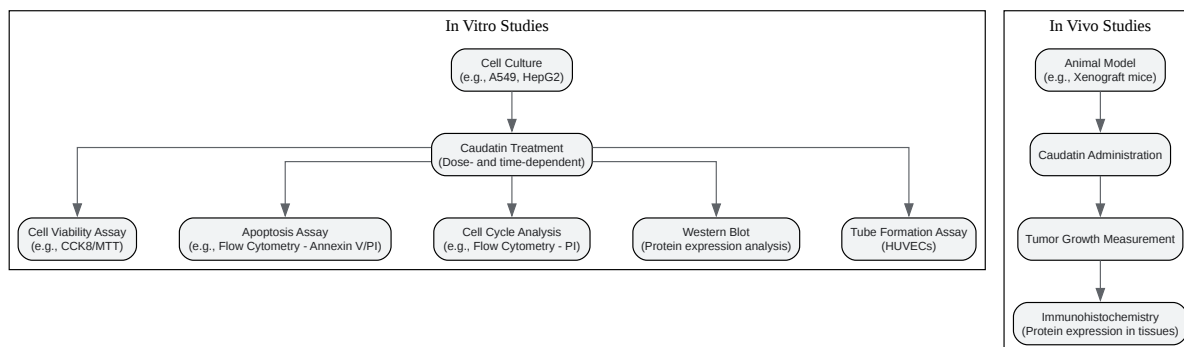 In Vitro Studies
Cell Culture
(e.g., A549, HepG2)
Caudatin Treatment
(Dose- and time-dependent)
Cell Viability Assay
(e.g., CCK8/MTT)
Apoptosis Assay
(e.g., Flow Cytometry - Annexin V/PI)
Cell Cycle Analysis
(e.g., Flow Cytometry - PI)
Western Blot
(Protein expression analysis)
Tube Formation Assay
(HUVECs)
In Vivo Studies
Animal Model
(e.g., Xenograft mice)
Caudatin Administration
Tumor Growth Measurement
Immunohistochemistry
(Protein expression in tissues)